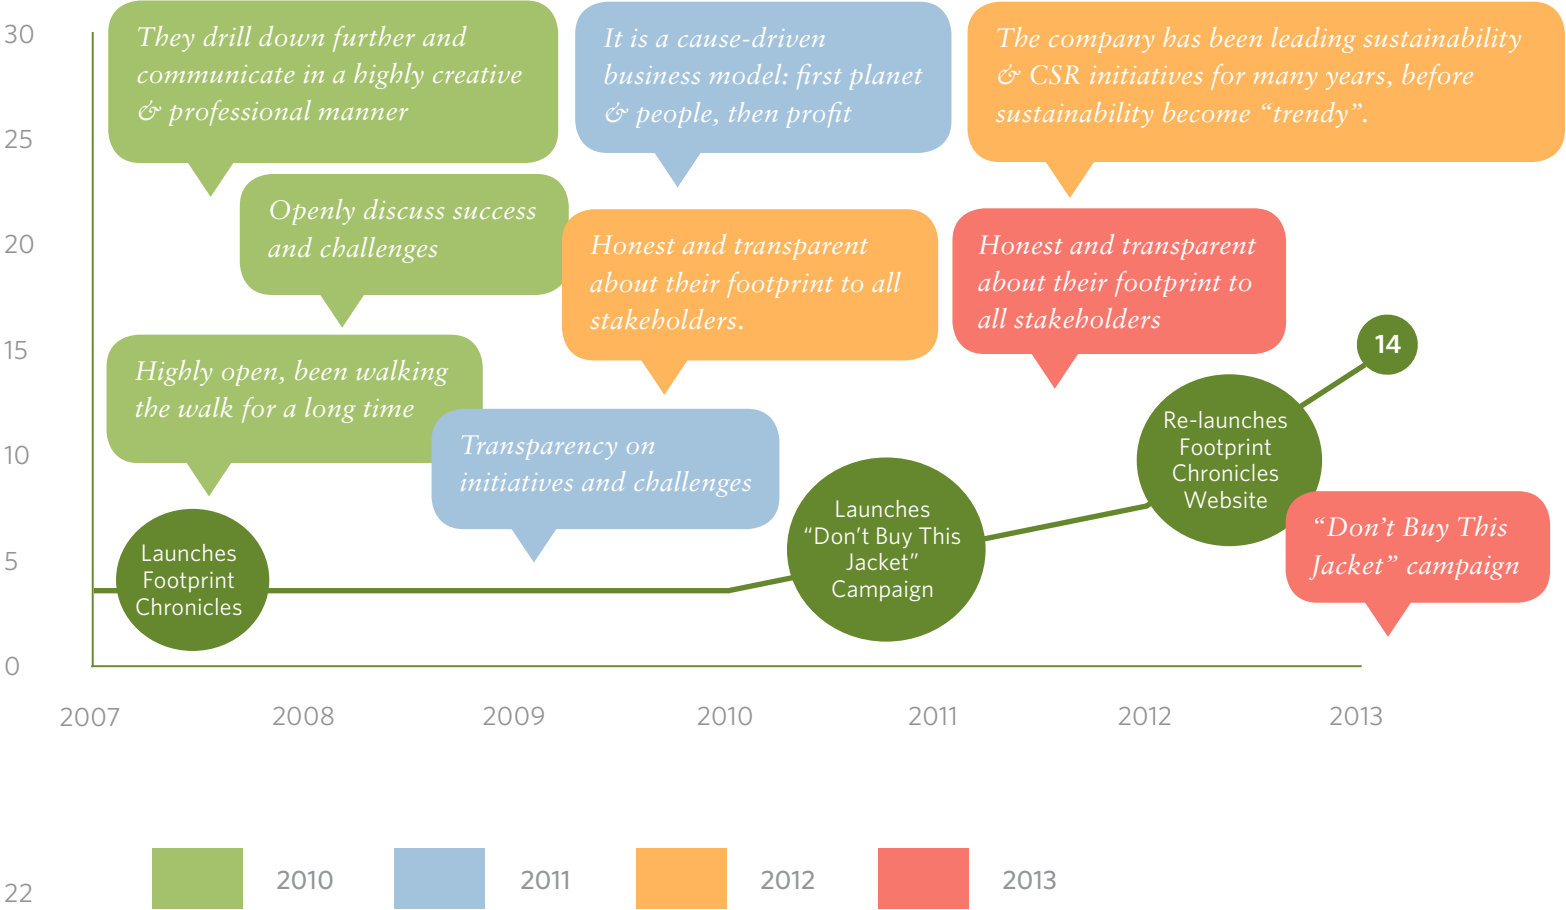 30
25
20
15
10
5
0
They drill down further and
communicate in a highly creative
& professional manner
It is a cause-driven
business model: first planet
& people, then profit
The company has been leading sustainability
& CSR initiatives for many years, before
sustainability become “trendy”.
Openly discuss success
and challenges
Honest and transparent
about their footprint to all
stakeholders.
Honest and transparent
about their footprint to
all stakeholders
14
Highly open, been walking
the walk for a long time
Transparency on
initiatives and challenges
Re-launches
Footprint
Chronicles
Website
Launches
“Don’t Buy This
Jacket”
Campaign
“Don’t Buy This
Jacket” campaign
Launches
Footprint
Chronicles
2007 2008 2009 2010 2011 2012 2013
2010 2011 2012 2013
22